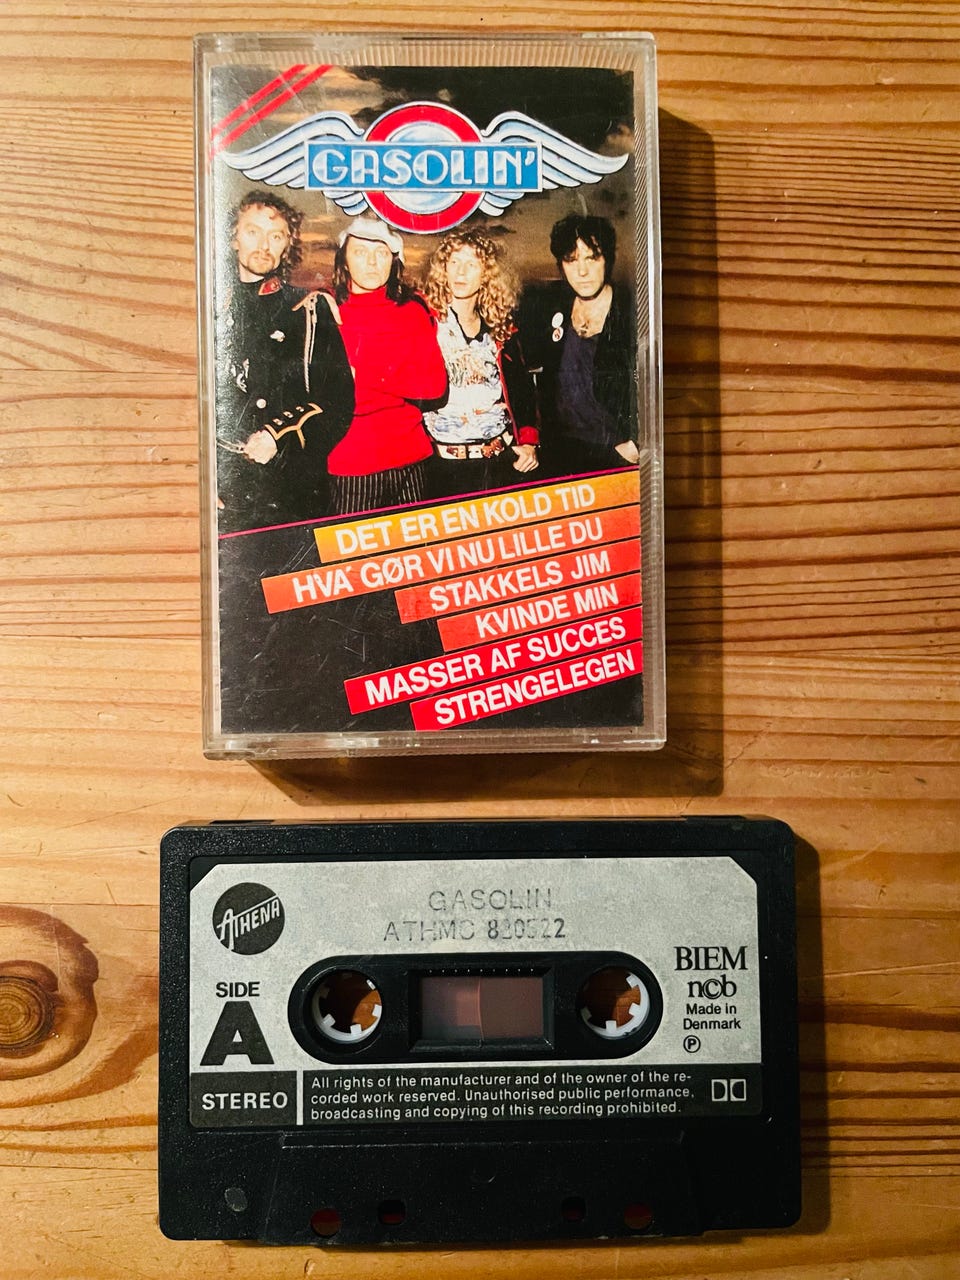 GASOLIN'
DET ER EN KOLD TID
HVA' GØR VI NU LILLE DU
STAKKELS JIM
KVINDE MIN
MASSER AF SUCCES
STRENGELEGEN
ATHENA
GASOLIN
ATHMC 830522
SIDE
A
STEREO
BIEM
n©b
Made in
Denmark
℗
All rights of the manufacturer and of the owner of the re-
corded work reserved. Unauthorised public performance,
broadcasting and copying of this recording prohibited.